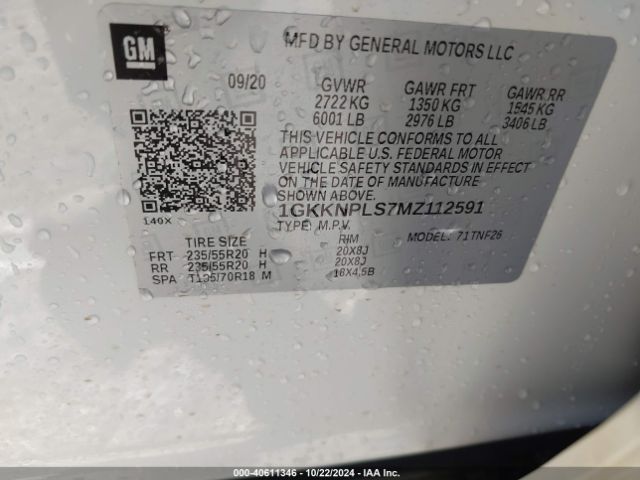 GM
MFD BY GENERAL MOTORS LLC
09/20 GVWR GAWR FRT GAWR RR
2722 KG 1350 KG 1545 KG
6001 LB 2976 LB 3406 LB
THIS VEHICLE CONFORMS TO ALL
APPLICABLE U.S. FEDERAL MOTOR
VEHICLE SAFETY STANDARDS IN EFFECT
ON THE DATE OF MANUFACTURE
SHOWN ABOVE.
140X 1GKKNPLS7MZ112591
TYPE: M.P.V. MODEL: 71TNF26
TIRE SIZE RIM
FRT 235/55R20 H 20X8J
RR 235/55R20 H 20X8J
SPA T135/70R18 M 18X4.5B
000-40611346 | 10/22/2024 | IAAI.COM